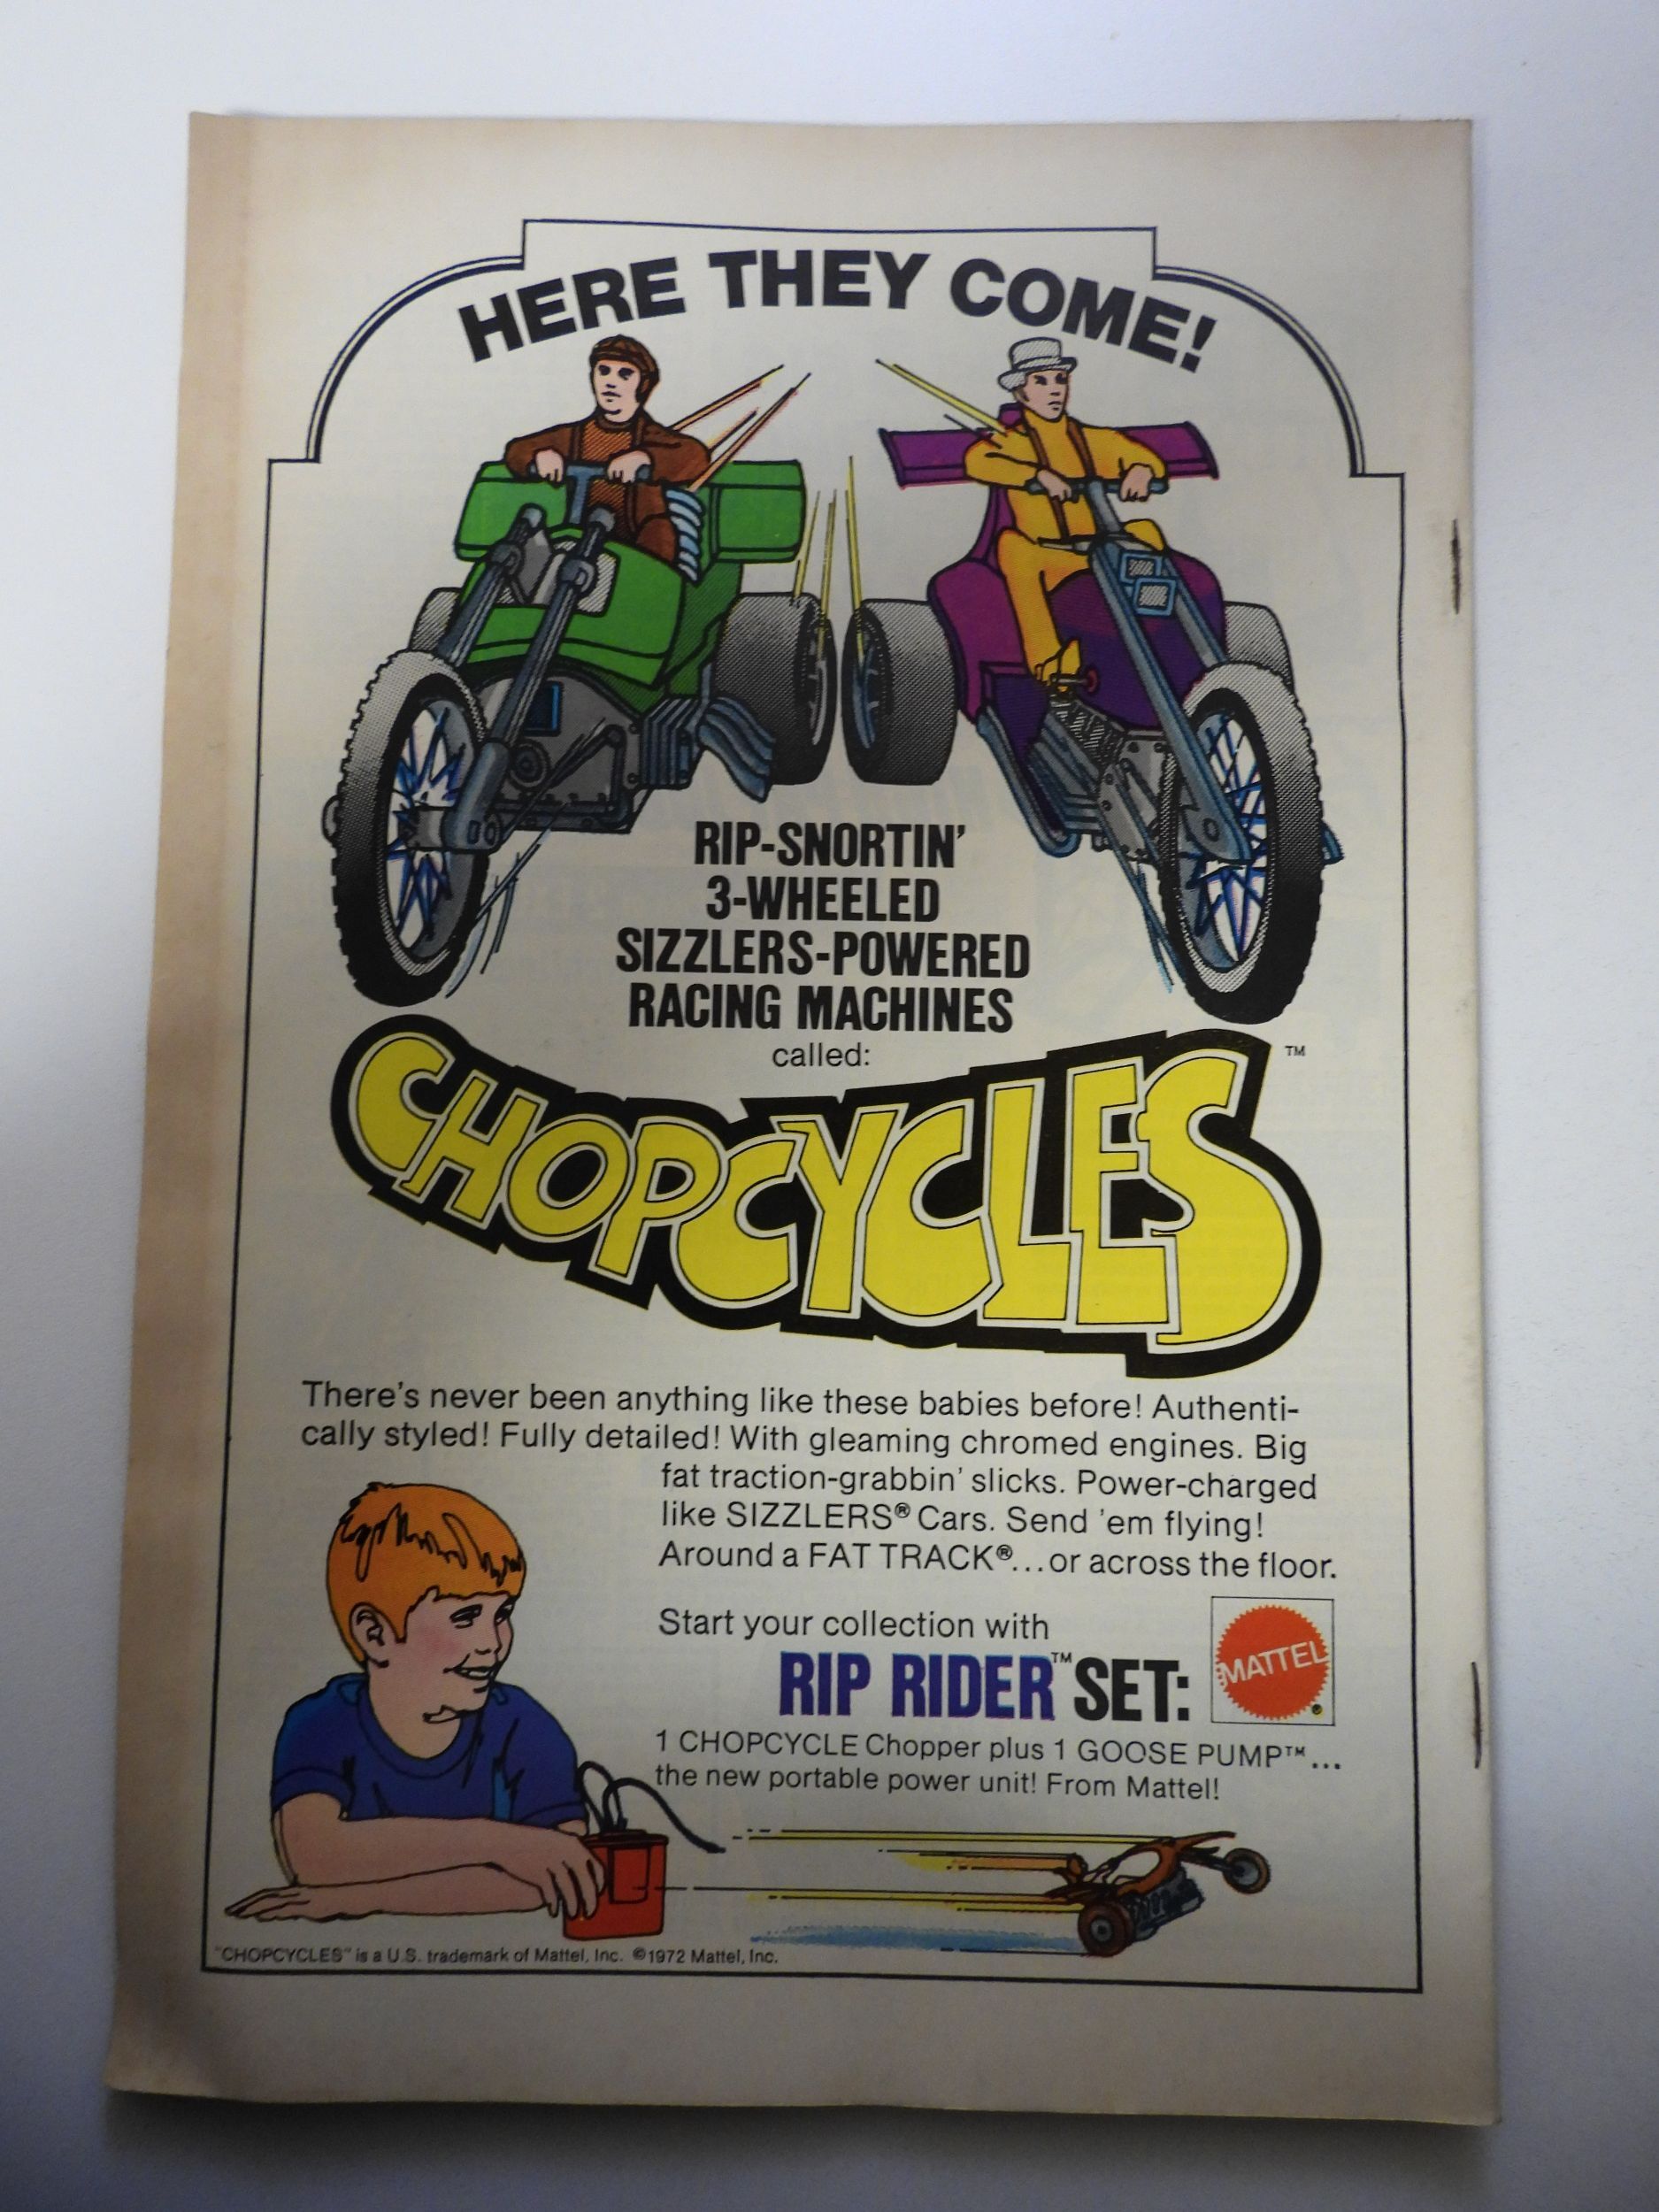 HERE THEY COME!
RIP-SNORTIN'
3-WHEELED
SIZZLERS-POWERED
RACING MACHINES
called:
CHOPCYCLES™
There's never been anything like these babies before! Authenti-
cally styled! Fully detailed! With gleaming chromed engines. Big
fat traction-grabbin' slicks. Power-charged
like SIZZLERS® Cars. Send 'em flying!
Around a FAT TRACK®...or across the floor.
Start your collection with
RIP RIDER™ SET:
MATTEL®
1 CHOPCYCLE Chopper plus 1 GOOSE PUMP™...
the new portable power unit! From Mattel!
"CHOPCYCLES" is a U.S. trademark of Mattel, Inc. ©1972 Mattel, Inc.